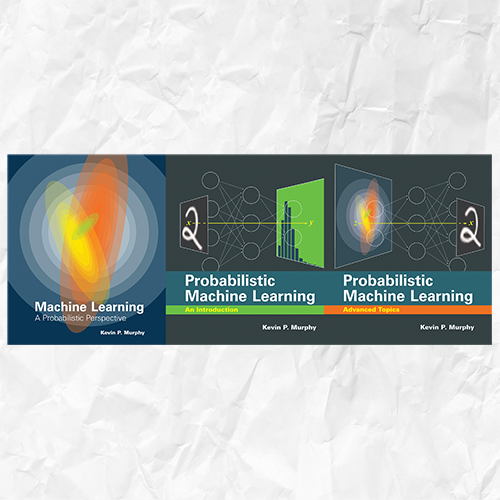 Machine Learning
A Probabilistic Perspective
Kevin P. Murphy
x
y
Probabilistic
Machine Learning
An Introduction
Kevin P. Murphy
z
x
Probabilistic
Machine Learning
Advanced Topics
Kevin P. Murphy